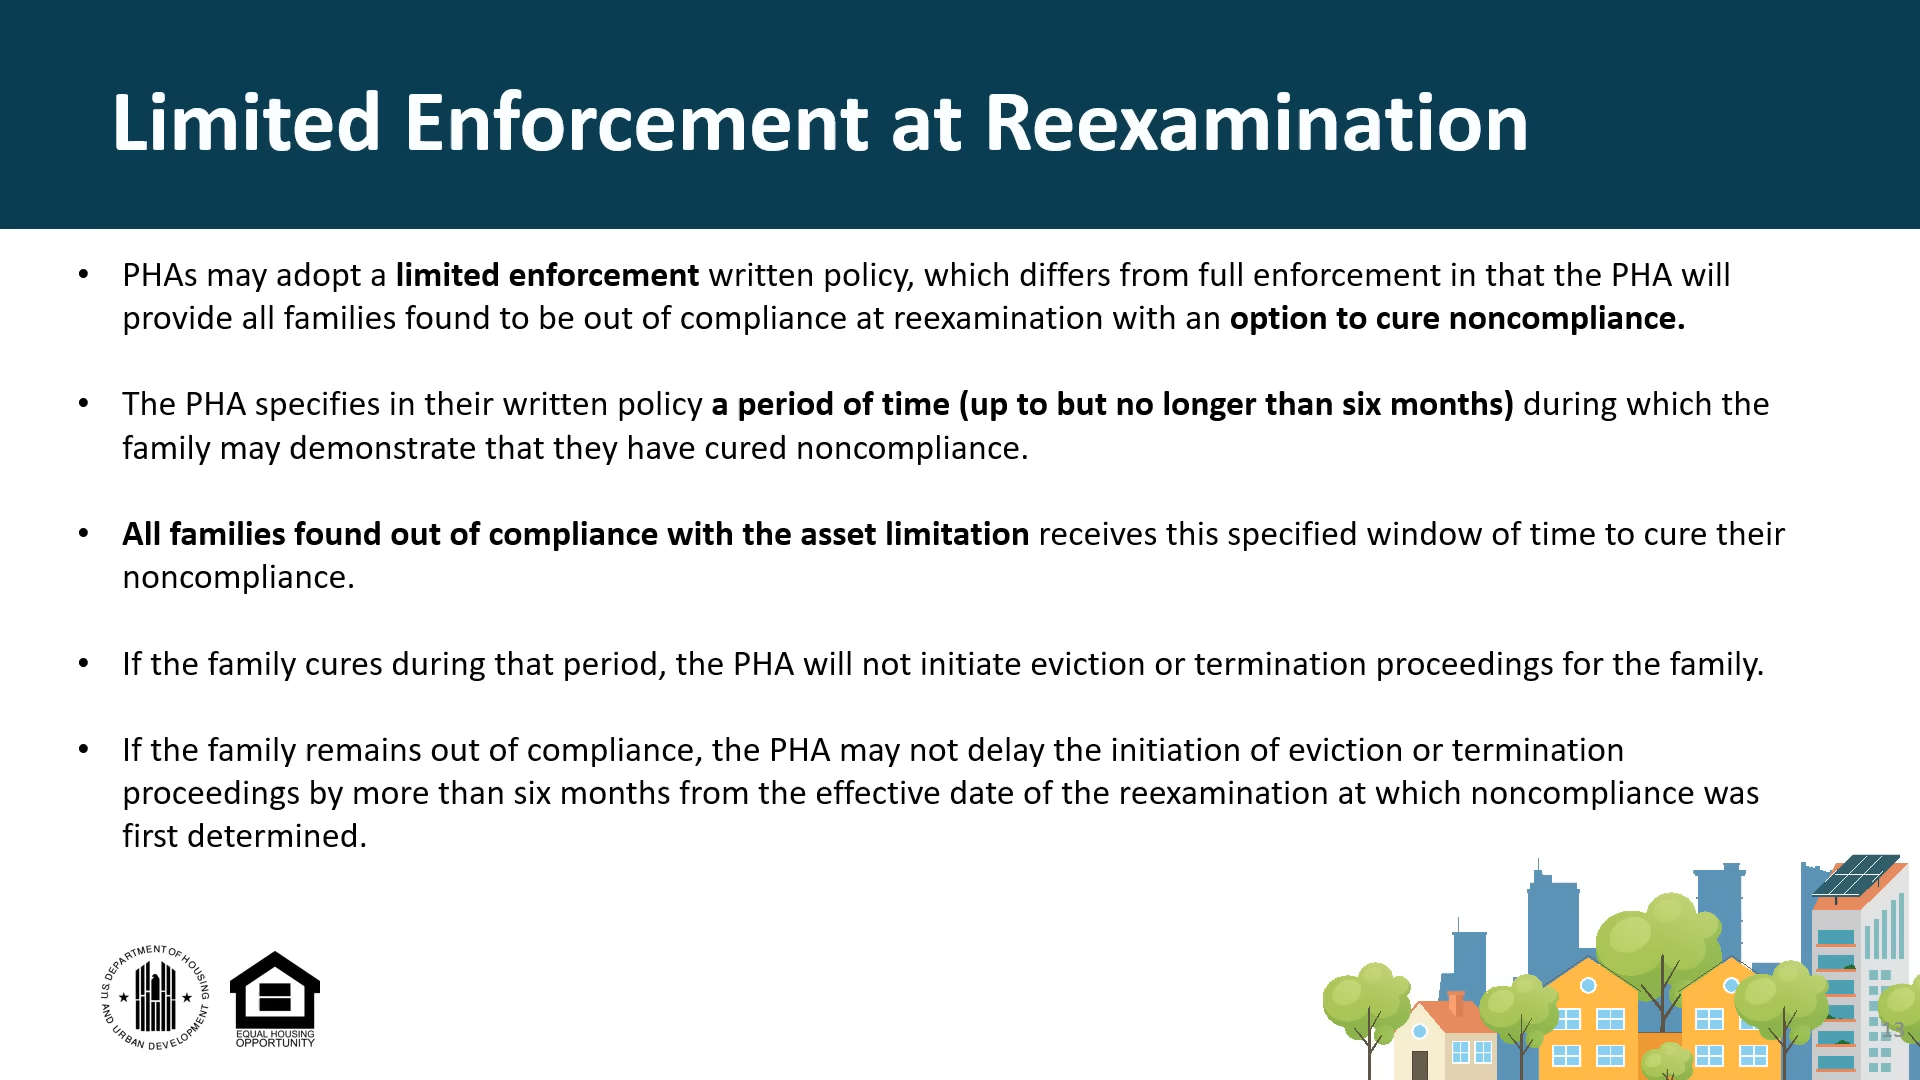 Limited Enforcement at Reexamination
• PHAs may adopt a limited enforcement written policy, which differs from full enforcement in that the PHA will
provide all families found to be out of compliance at reexamination with an option to cure noncompliance.
• The PHA specifies in their written policy a period of time (up to but no longer than six months) during which the
family may demonstrate that they have cured noncompliance.
• All families found out of compliance with the asset limitation receives this specified window of time to cure their
noncompliance.
• If the family cures during that period, the PHA will not initiate eviction or termination proceedings for the family.
• If the family remains out of compliance, the PHA may not delay the initiation of eviction or termination
proceedings by more than six months from the effective date of the reexamination at which noncompliance was
first determined.
U.S. DEPARTMENT OF HOUSING
AND URBAN DEVELOPMENT
EQUAL HOUSING
OPPORTUNITY
13